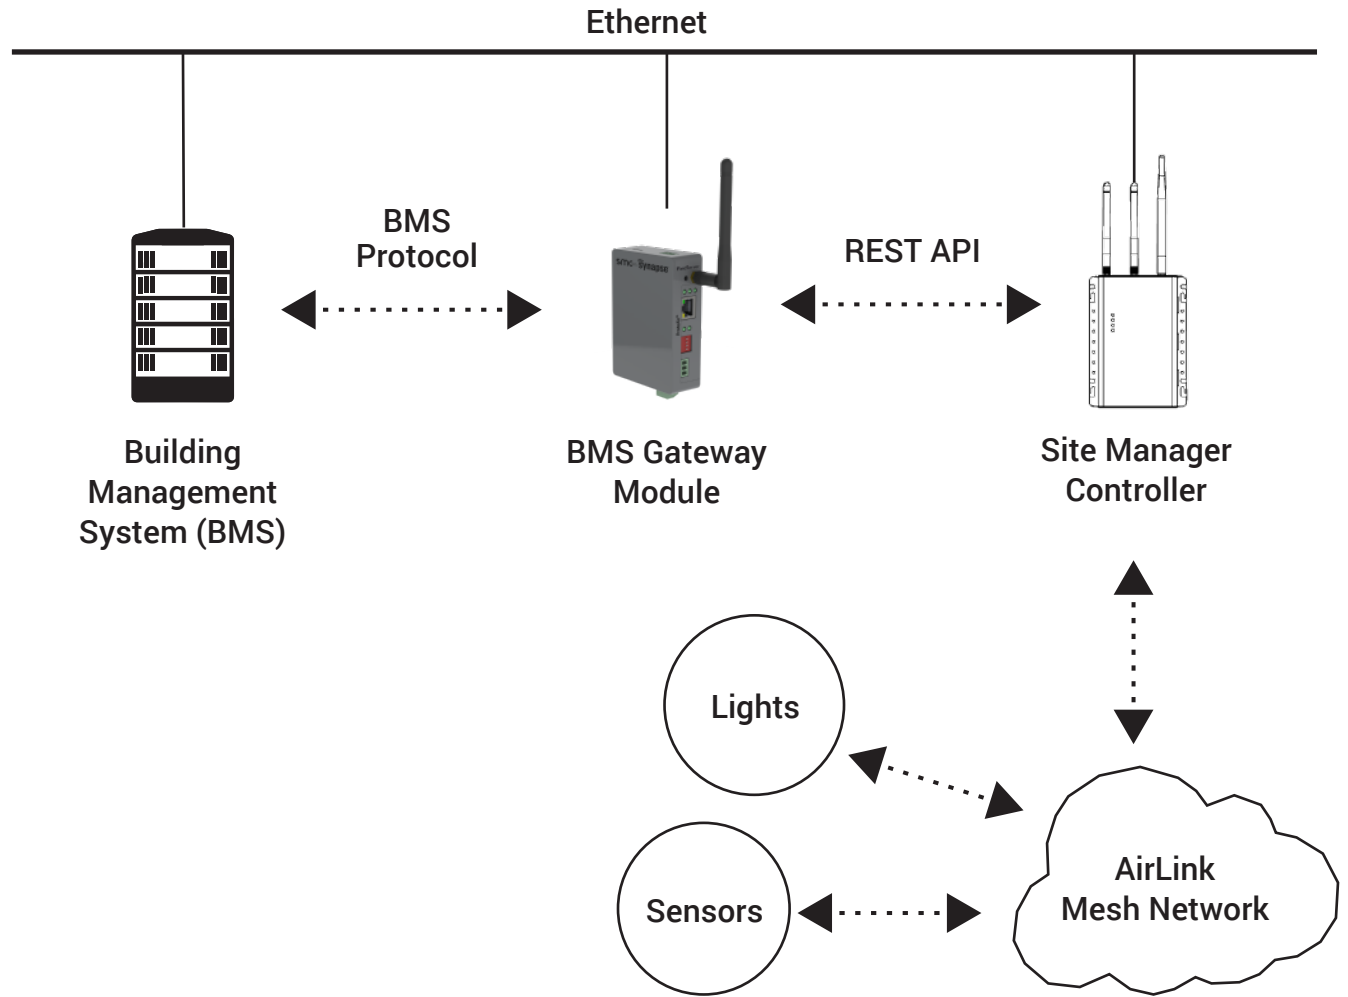 Ethernet
BMS
Protocol
REST API
Synapse
Building
Management
System (BMS)
BMS Gateway
Module
Site Manager
Controller
Lights
Sensors
AirLink
Mesh Network